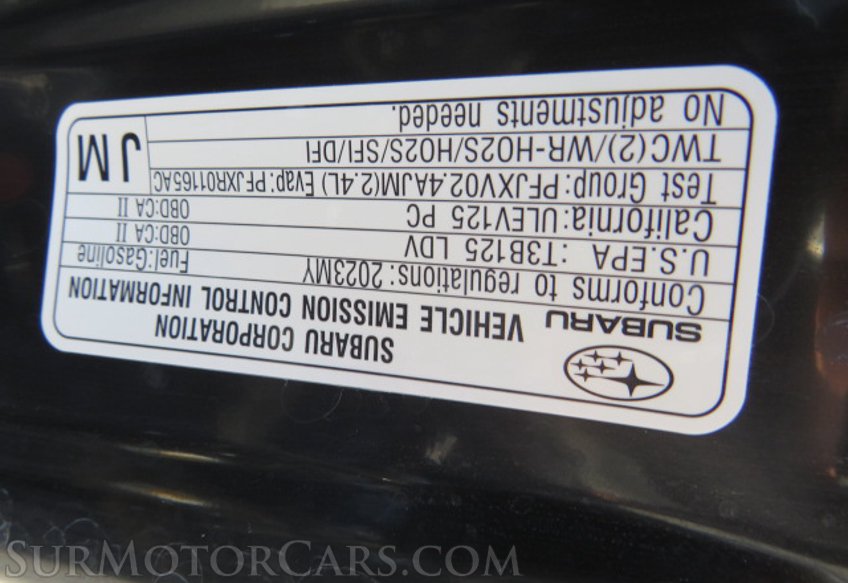 SUBARU CORPORATION
SUBARU VEHICLE EMISSION CONTROL INFORMATION
Conforms to regulations: 2023MY Fuel:Gasoline
U.S.EPA : T3B125 LDV OBD:CA II
California: ULEV125 PC OBD:CA II
Test Group: PFJXV02.4AJM(2.4L) Evap: PFJXR01165AC
TWC(2)/WR-HO2S/HO2S/SFI/DFI
No adjustments needed.
JM
SurMotorCars.com